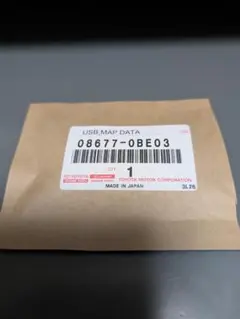 USB, MAP DATA
08677-0BE03
1
TOYOTA MOTOR CORPORATION
MADE IN JAPAN